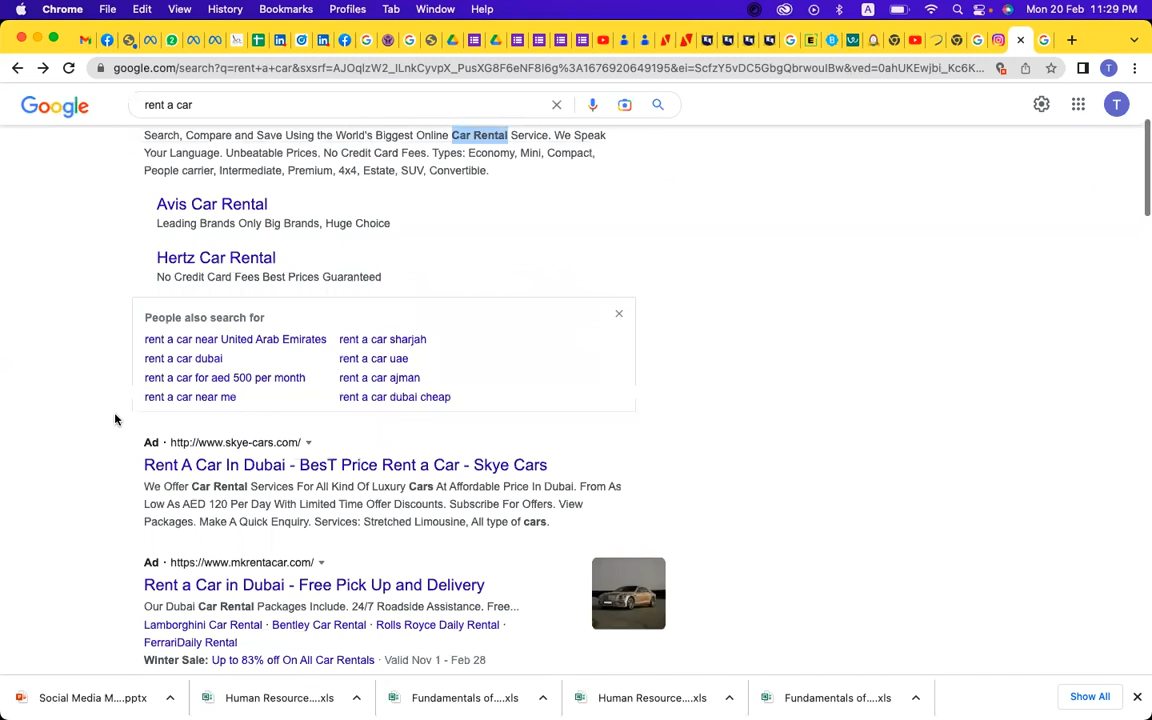 Chrome File Edit View History Bookmarks Profiles Tab Window Help A Mon 20 Feb 11:29 PM
google.com/search?q=rent+a+car&sxsrf=AJOqlzW2_ILnkCyvpX_PusXG8F6eNF8I6g%3A1676920649195&ei=ScfzY5vDC5GbgQbrwouIBw&ved=0ahUKEwjbi_Kc6K... T
Google rent a car T
Search, Compare and Save Using the World's Biggest Online Car Rental Service. We Speak
Your Language. Unbeatable Prices. No Credit Card Fees. Types: Economy, Mini, Compact,
People carrier, Intermediate, Premium, 4x4, Estate, SUV, Convertible.
Avis Car Rental
Leading Brands Only Big Brands, Huge Choice
Hertz Car Rental
No Credit Card Fees Best Prices Guaranteed
People also search for
rent a car near United Arab Emirates rent a car sharjah
rent a car dubai rent a car uae
rent a car for aed 500 per month rent a car ajman
rent a car near me rent a car dubai cheap
Ad · http://www.skye-cars.com/
Rent A Car In Dubai - BesT Price Rent a Car - Skye Cars
We Offer Car Rental Services For All Kind Of Luxury Cars At Affordable Price In Dubai. From As
Low As AED 120 Per Day With Limited Time Offer Discounts. Subscribe For Offers. View
Packages. Make A Quick Enquiry. Services: Stretched Limousine, All type of cars.
Ad · https://www.mkrentacar.com/
Rent a Car in Dubai - Free Pick Up and Delivery
Our Dubai Car Rental Packages Include. 24/7 Roadside Assistance. Free...
Lamborghini Car Rental · Bentley Car Rental · Rolls Royce Daily Rental ·
FerrariDaily Rental
Winter Sale: Up to 83% off On All Car Rentals · Valid Nov 1 - Feb 28
Social Media M....pptx Human Resource....xls Fundamentals of....xls Human Resource....xls Fundamentals of....xls Show All